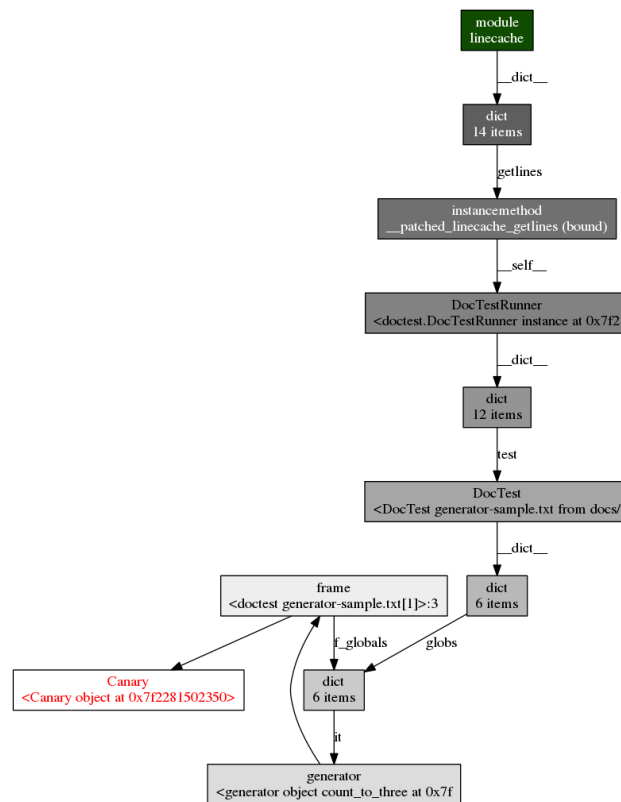 module
linecache
__dict__
dict
14 items
getlines
instancemethod
__patched_linecache_getlines (bound)
__self__
DocTestRunner
<doctest.DocTestRunner instance at 0x7f2
__dict__
dict
12 items
test
DocTest
<DocTest generator-sample.txt from docs/
__dict__
frame
<doctest generator-sample.txt[1]>:3
dict
6 items
f_globals
globs
Canary
<Canary object at 0x7f2281502350>
dict
6 items
it
generator
<generator object count_to_three at 0x7f